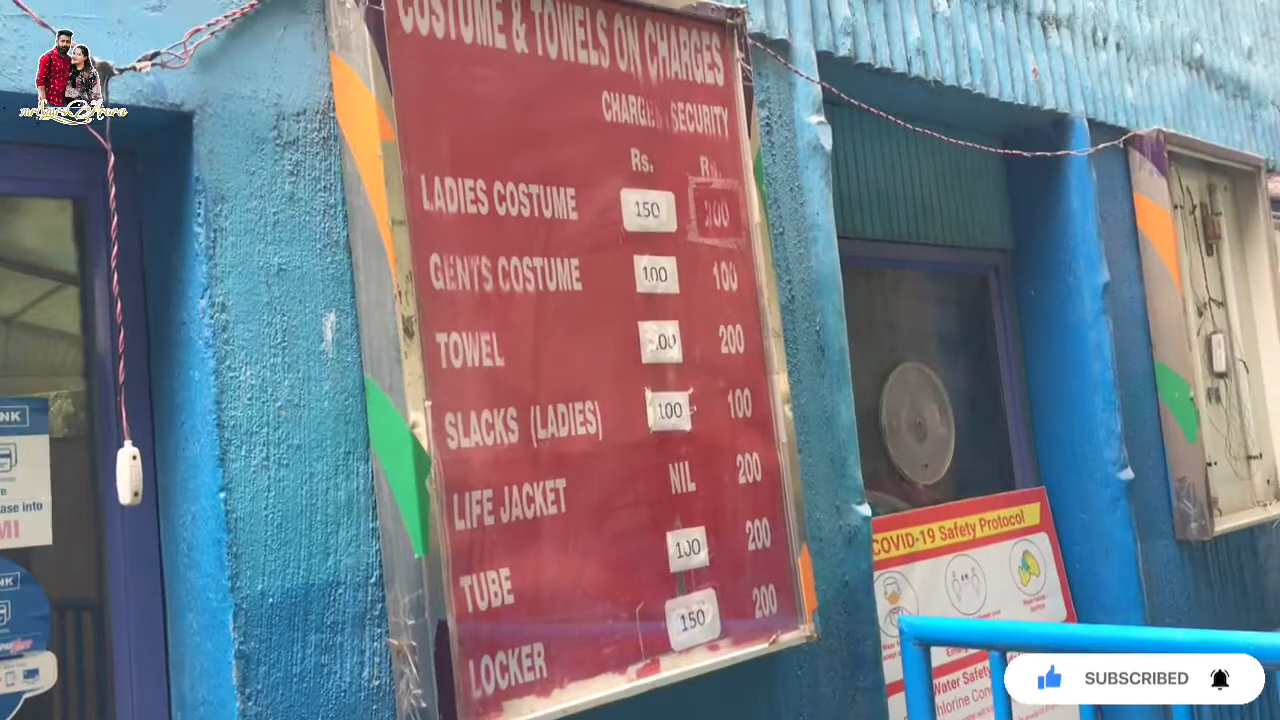 COSTUME & TOWELS ON CHARGES
CHARGES SECURITY
Rs. Rs.
LADIES COSTUME 150
GENTS COSTUME 100 100
TOWEL 200
SLACKS (LADIES) 100 100
LIFE JACKET NIL 200
TUBE 100 200
LOCKER 150 200
COVID-19 Safety Protocol
Water Safety
SUBSCRIBED